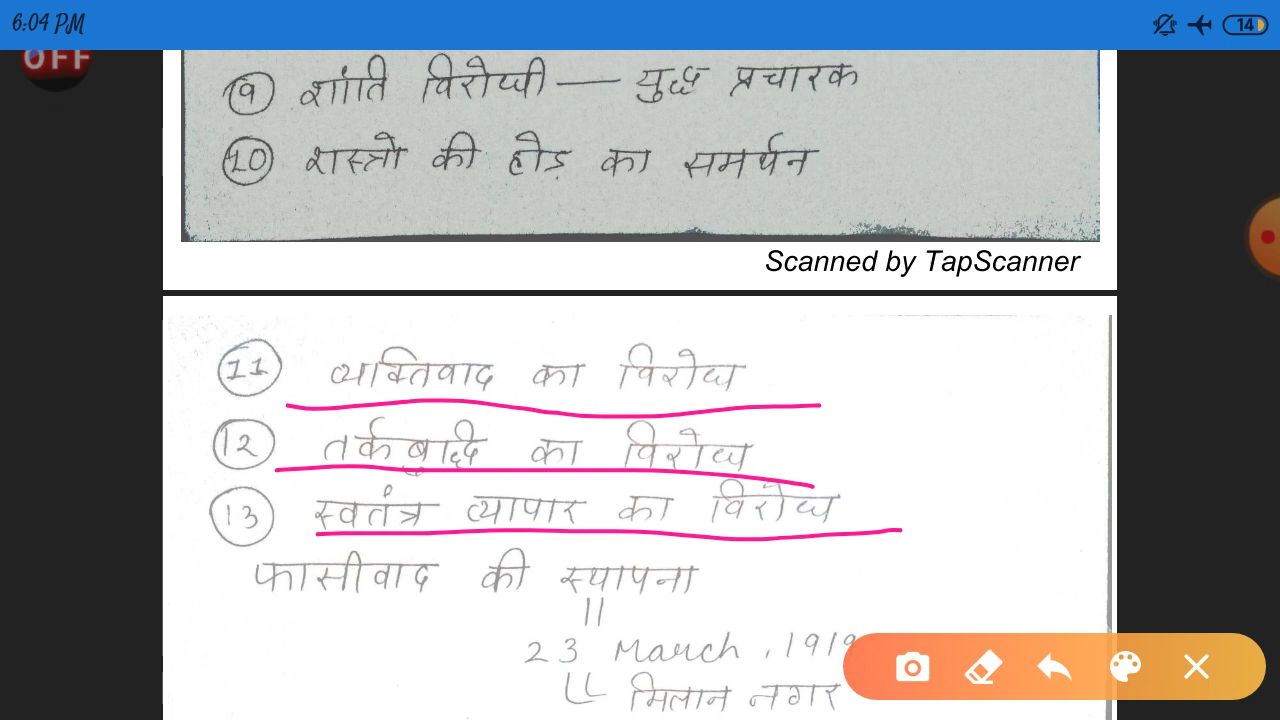 6:04 PM
14
OFF
9 शांति विरोधी — युद्ध प्रचारक
10 शस्त्रो की होड़ का समर्थन
Scanned by TapScanner
11 व्यक्तिवाद का विरोध
12 तर्कबुद्धि का विरोध
13 स्वतंत्र व्यापार का विरोध
फासीवाद की स्थापना
23 March, 1919
मिलान नगर